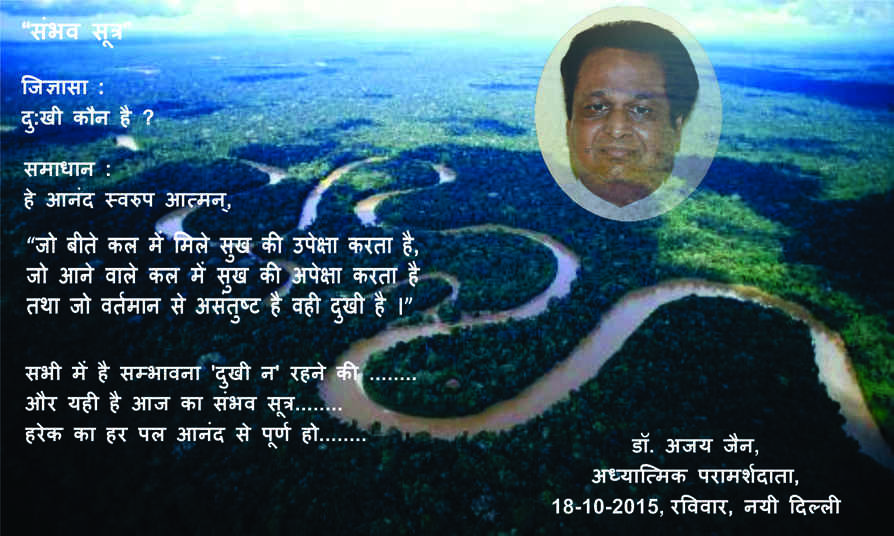 “संभव सूत्र”
जिज्ञासा :
दु:खी कौन है ?
समाधान :
हे आनंद स्वरुप आत्मन्,
“जो बीते कल में मिले सुख की उपेक्षा करता है,
जो आने वाले कल में सुख की अपेक्षा करता है
तथा जो वर्तमान से असंतुष्ट है वही दुखी है ।”
सभी में है सम्भावना 'दुखी न' रहने की ........
और यही है आज का संभव सूत्र........
हरेक का हर पल आनंद से पूर्ण हो........
डॉ. अजय जैन,
अध्यात्मिक परामर्शदाता,
18-10-2015, रविवार, नयी दिल्ली